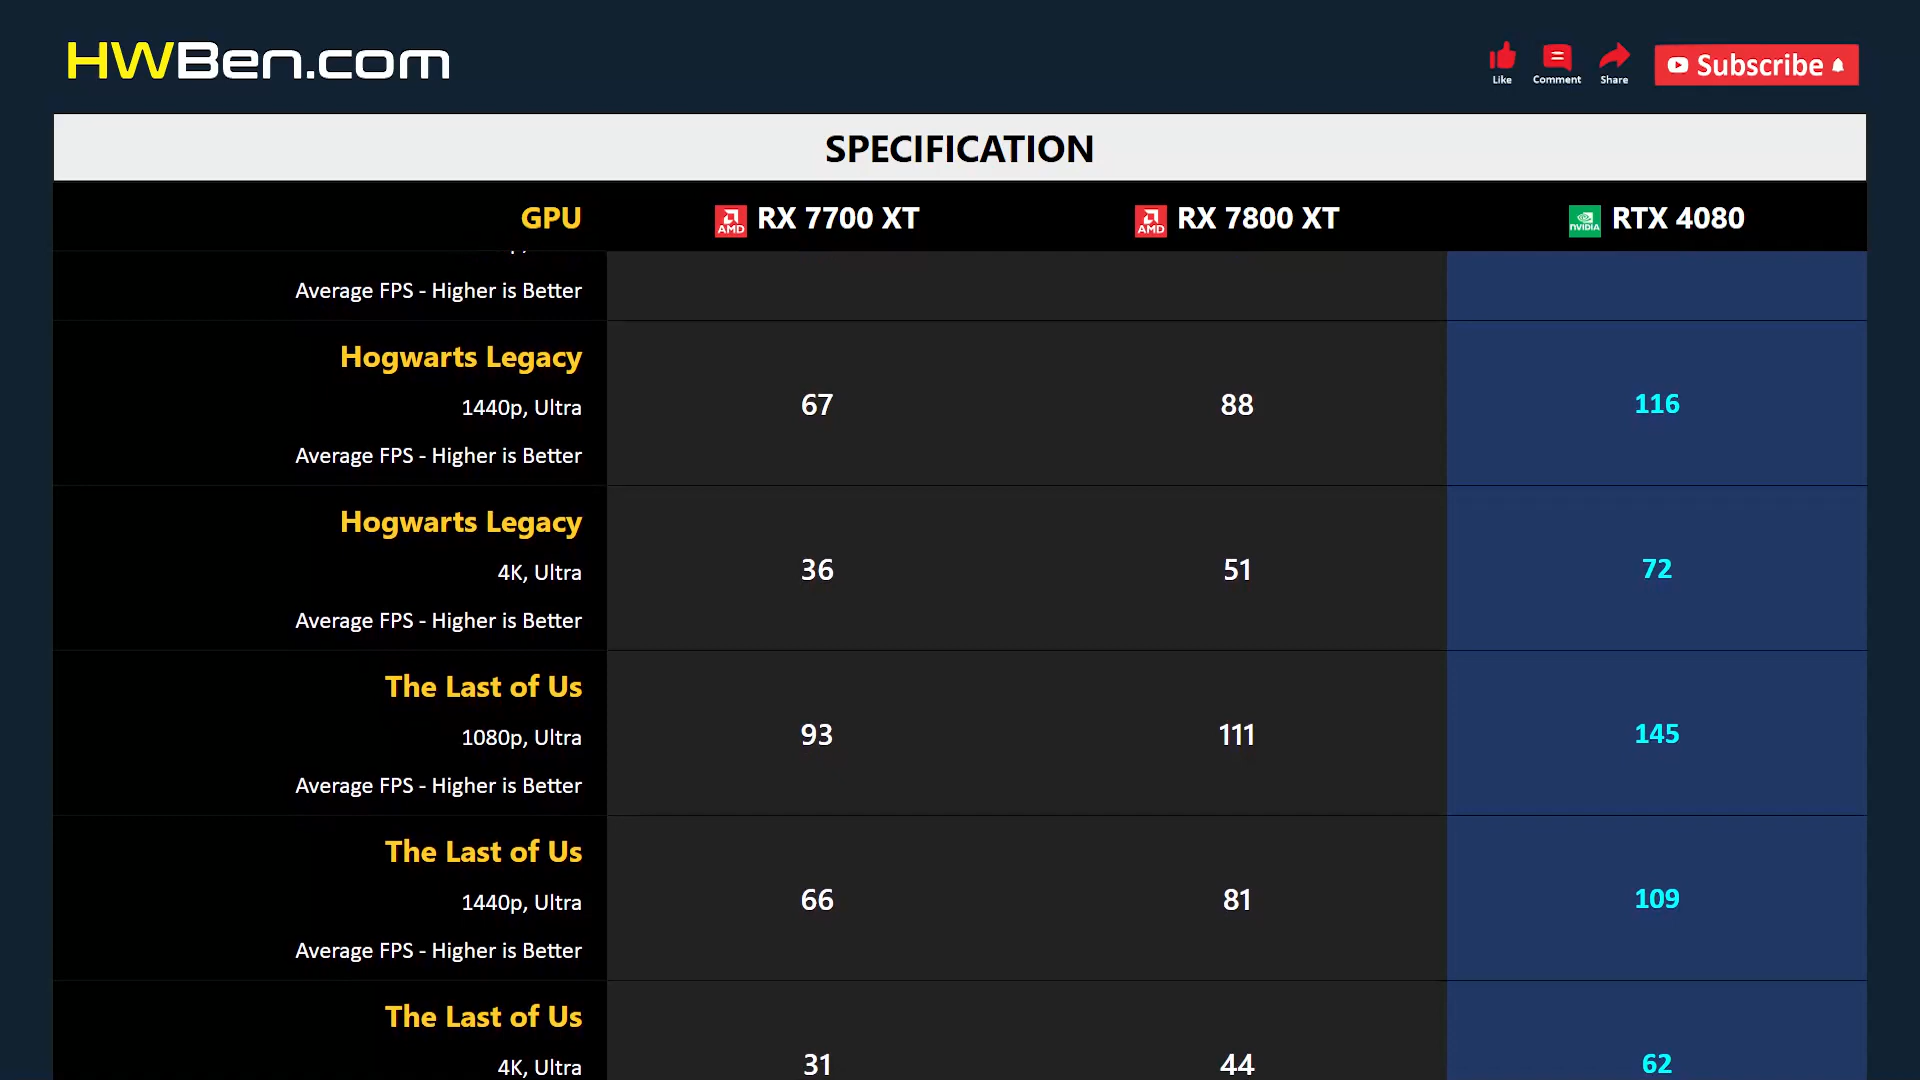 HWBen.com
Like
Comment
Share
Subscribe
SPECIFICATION
GPU
AMD RX 7700 XT
AMD RX 7800 XT
NVIDIA RTX 4080
Average FPS - Higher is Better
Hogwarts Legacy
1440p, Ultra
Average FPS - Higher is Better
67
88
116
Hogwarts Legacy
4K, Ultra
Average FPS - Higher is Better
36
51
72
The Last of Us
1080p, Ultra
Average FPS - Higher is Better
93
111
145
The Last of Us
1440p, Ultra
Average FPS - Higher is Better
66
81
109
The Last of Us
4K, Ultra
31
44
62